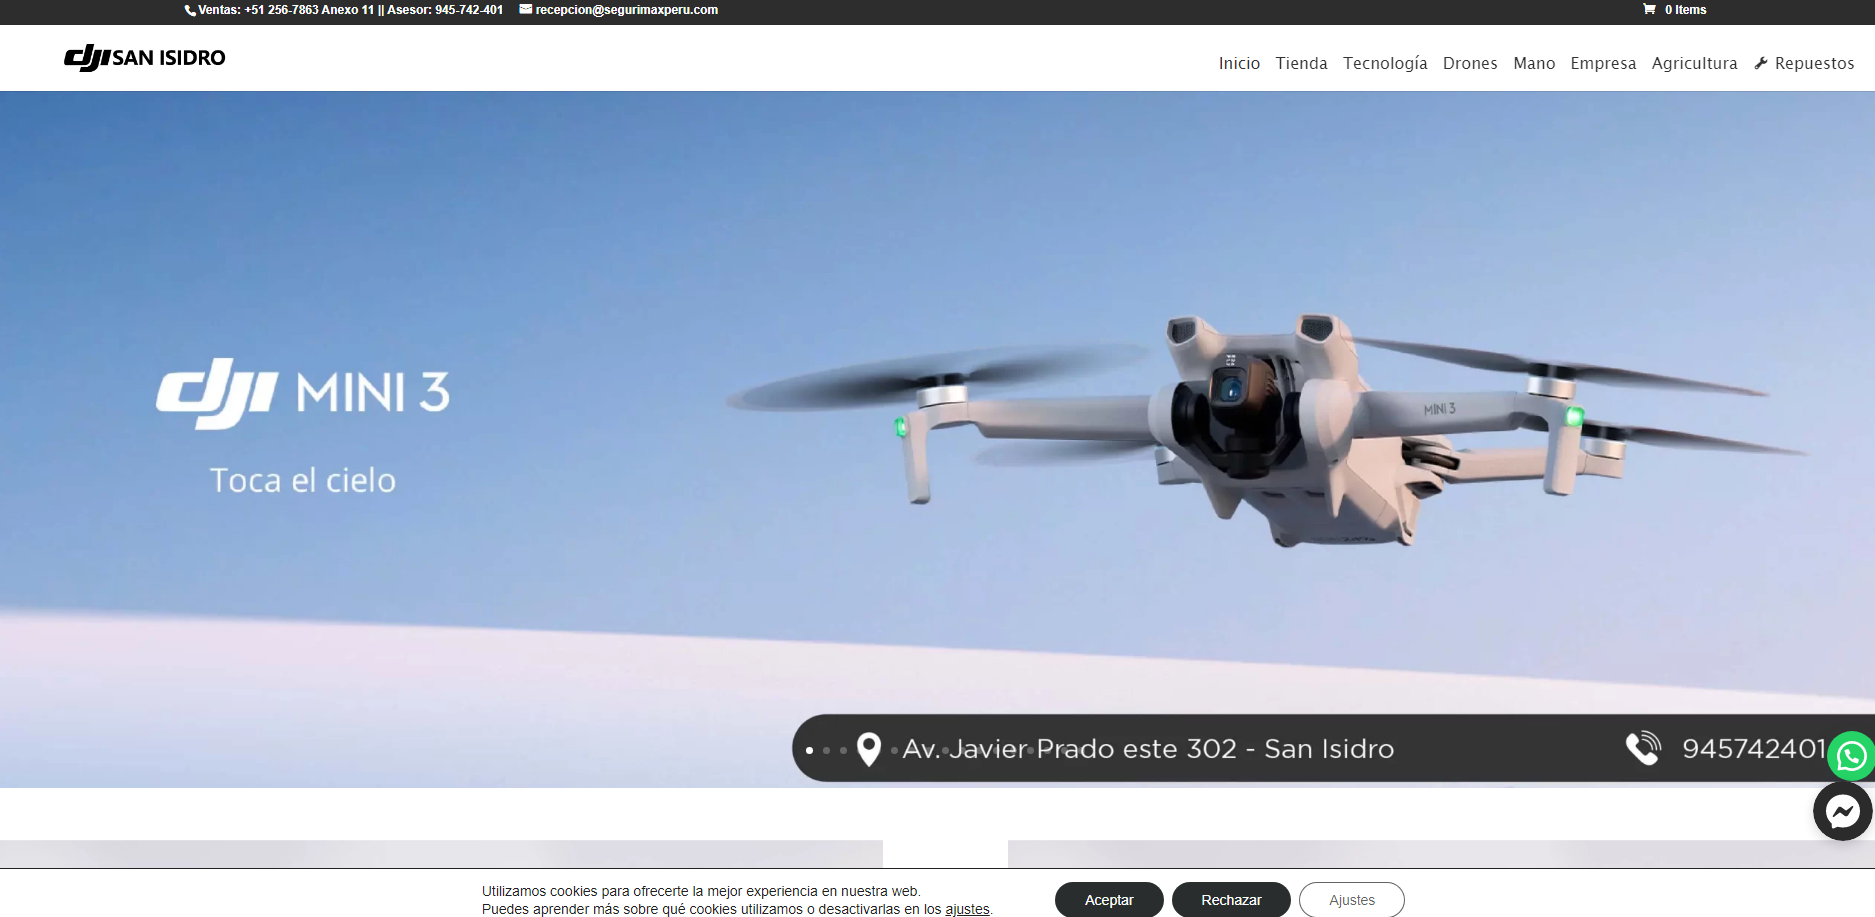 Ventas: +51 256-7863 Anexo 11 || Asesor: 945-742-401 recepcion@segurimaxperu.com 0 Items
dji SAN ISIDRO
Inicio Tienda Tecnología Drones Mano Empresa Agricultura Repuestos
dji MINI 3
Toca el cielo
MINI 3
Av. Javier Prado este 302 - San Isidro 945742401
Utilizamos cookies para ofrecerte la mejor experiencia en nuestra web.
Puedes aprender más sobre qué cookies utilizamos o desactivarlas en los ajustes.
Aceptar Rechazar Ajustes